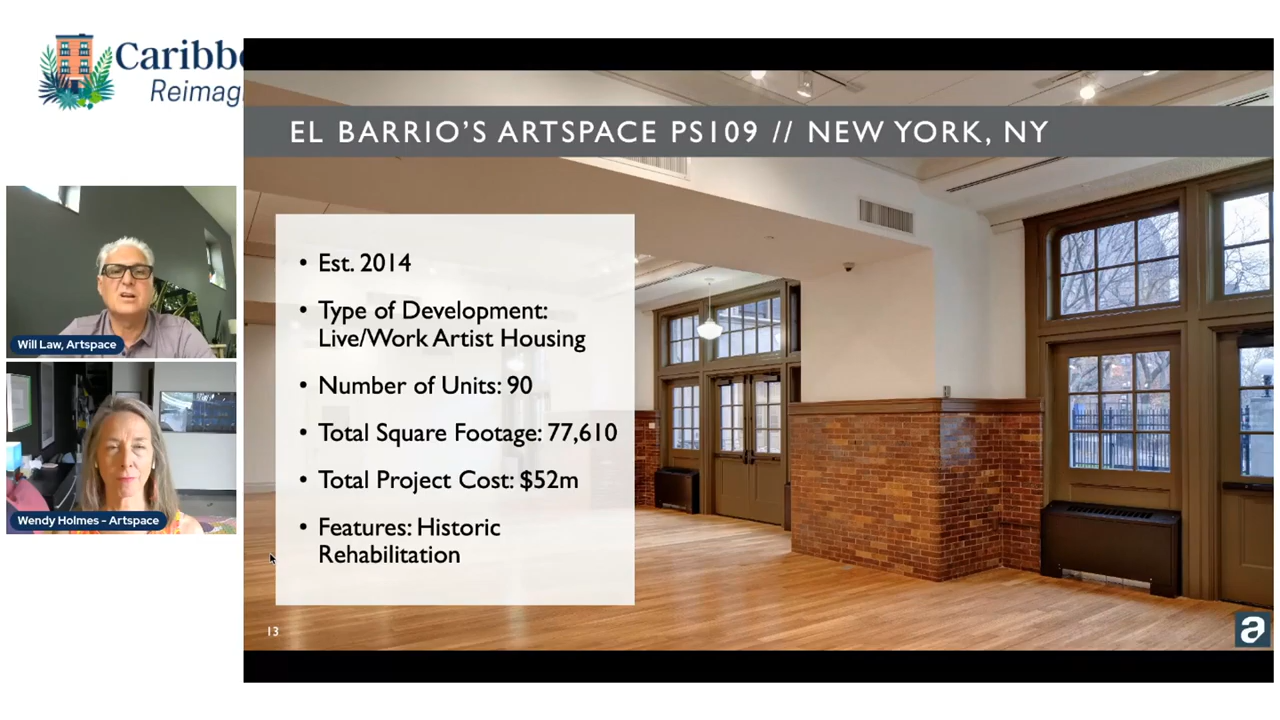 Caribbe
Reimag
EL BARRIO'S ARTSPACE PS109 // NEW YORK, NY
• Est. 2014
• Type of Development:
Live/Work Artist Housing
• Number of Units: 90
• Total Square Footage: 77,610
• Total Project Cost: $52m
• Features: Historic
Rehabilitation
Will Law, Artspace
Wendy Holmes - Artspace
13
a